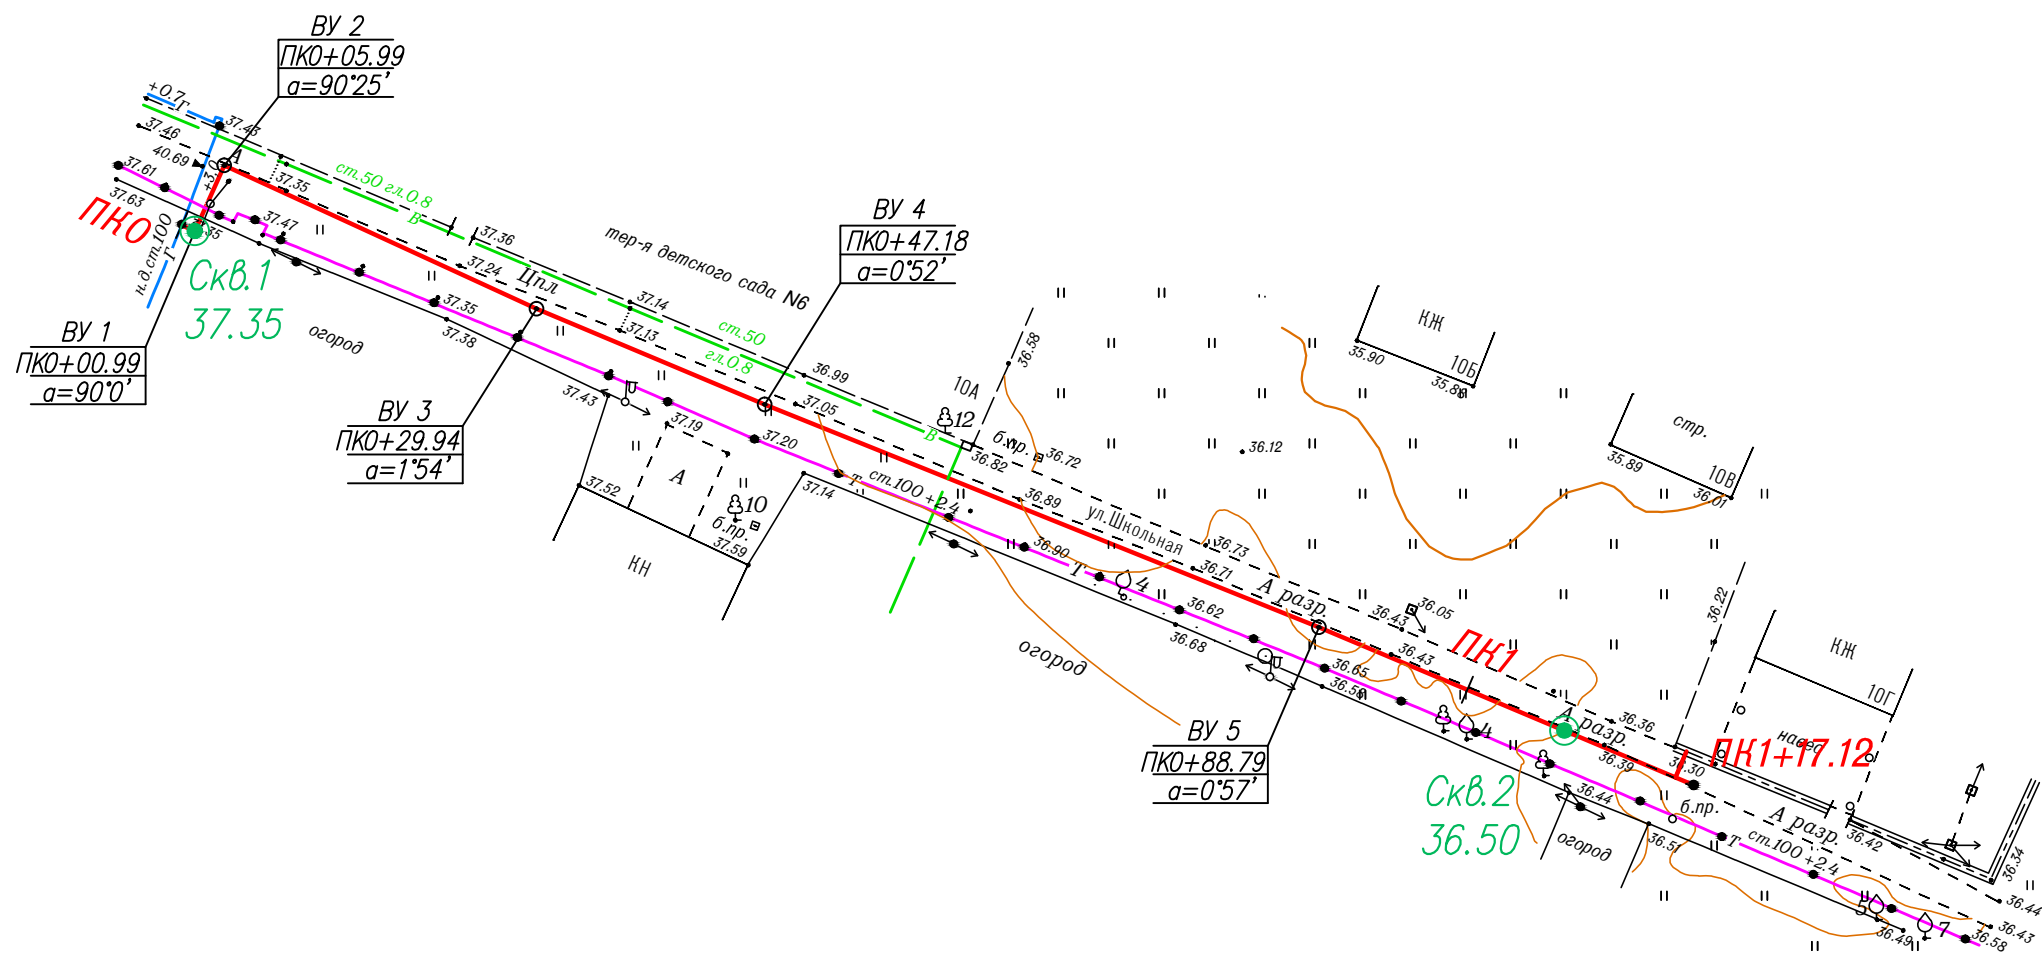 ВУ 2
ПК0+05.99
а=90°25'
+0.7
Г
37.43
37.46
40.69
А
+3.0
37.61
37.63
37.35
ст.50 гл.0.8
В
ПК0
37.47
37.36
37.24
Цпл
тер-я детского сада N6
н.д.ст.100
Г
Скв.1
37.35
огород
37.35
37.38
37.14
37.13
ст.50
гл.0.8
ВУ 4
ПК0+47.18
а=0°52'
ВУ 1
ПК0+00.99
а=90°0'
ВУ 3
ПК0+29.94
а=1°54'
37.43
37.19
37.20
36.99
37.05
10А
36.58
В
12
б.пр.
36.82
36.72
36.12
КЖ
10Б
35.90
35.88
стр.
10В
35.89
36.01
37.52
А
10
б.пр.
37.59
КН
37.14
Т
ст.100 +2.4
36.89
ул.Школьная
36.90
36.73
36.71
Т
4
36.62
36.68
А разр.
36.43
36.05
огород
36.65
36.58
36.43
ПК1
ВУ 5
ПК0+88.79
а=0°57'
4
36.22
КЖ
10Г
36.36
А разр.
навес
36.39
36.30
ПК1+17.12
Скв.2
36.50
36.44
б.пр.
огород
36.51
Т
ст.100 +2.4
А разр.
36.42
36.34
5
7
36.49
36.44
36.43
36.58